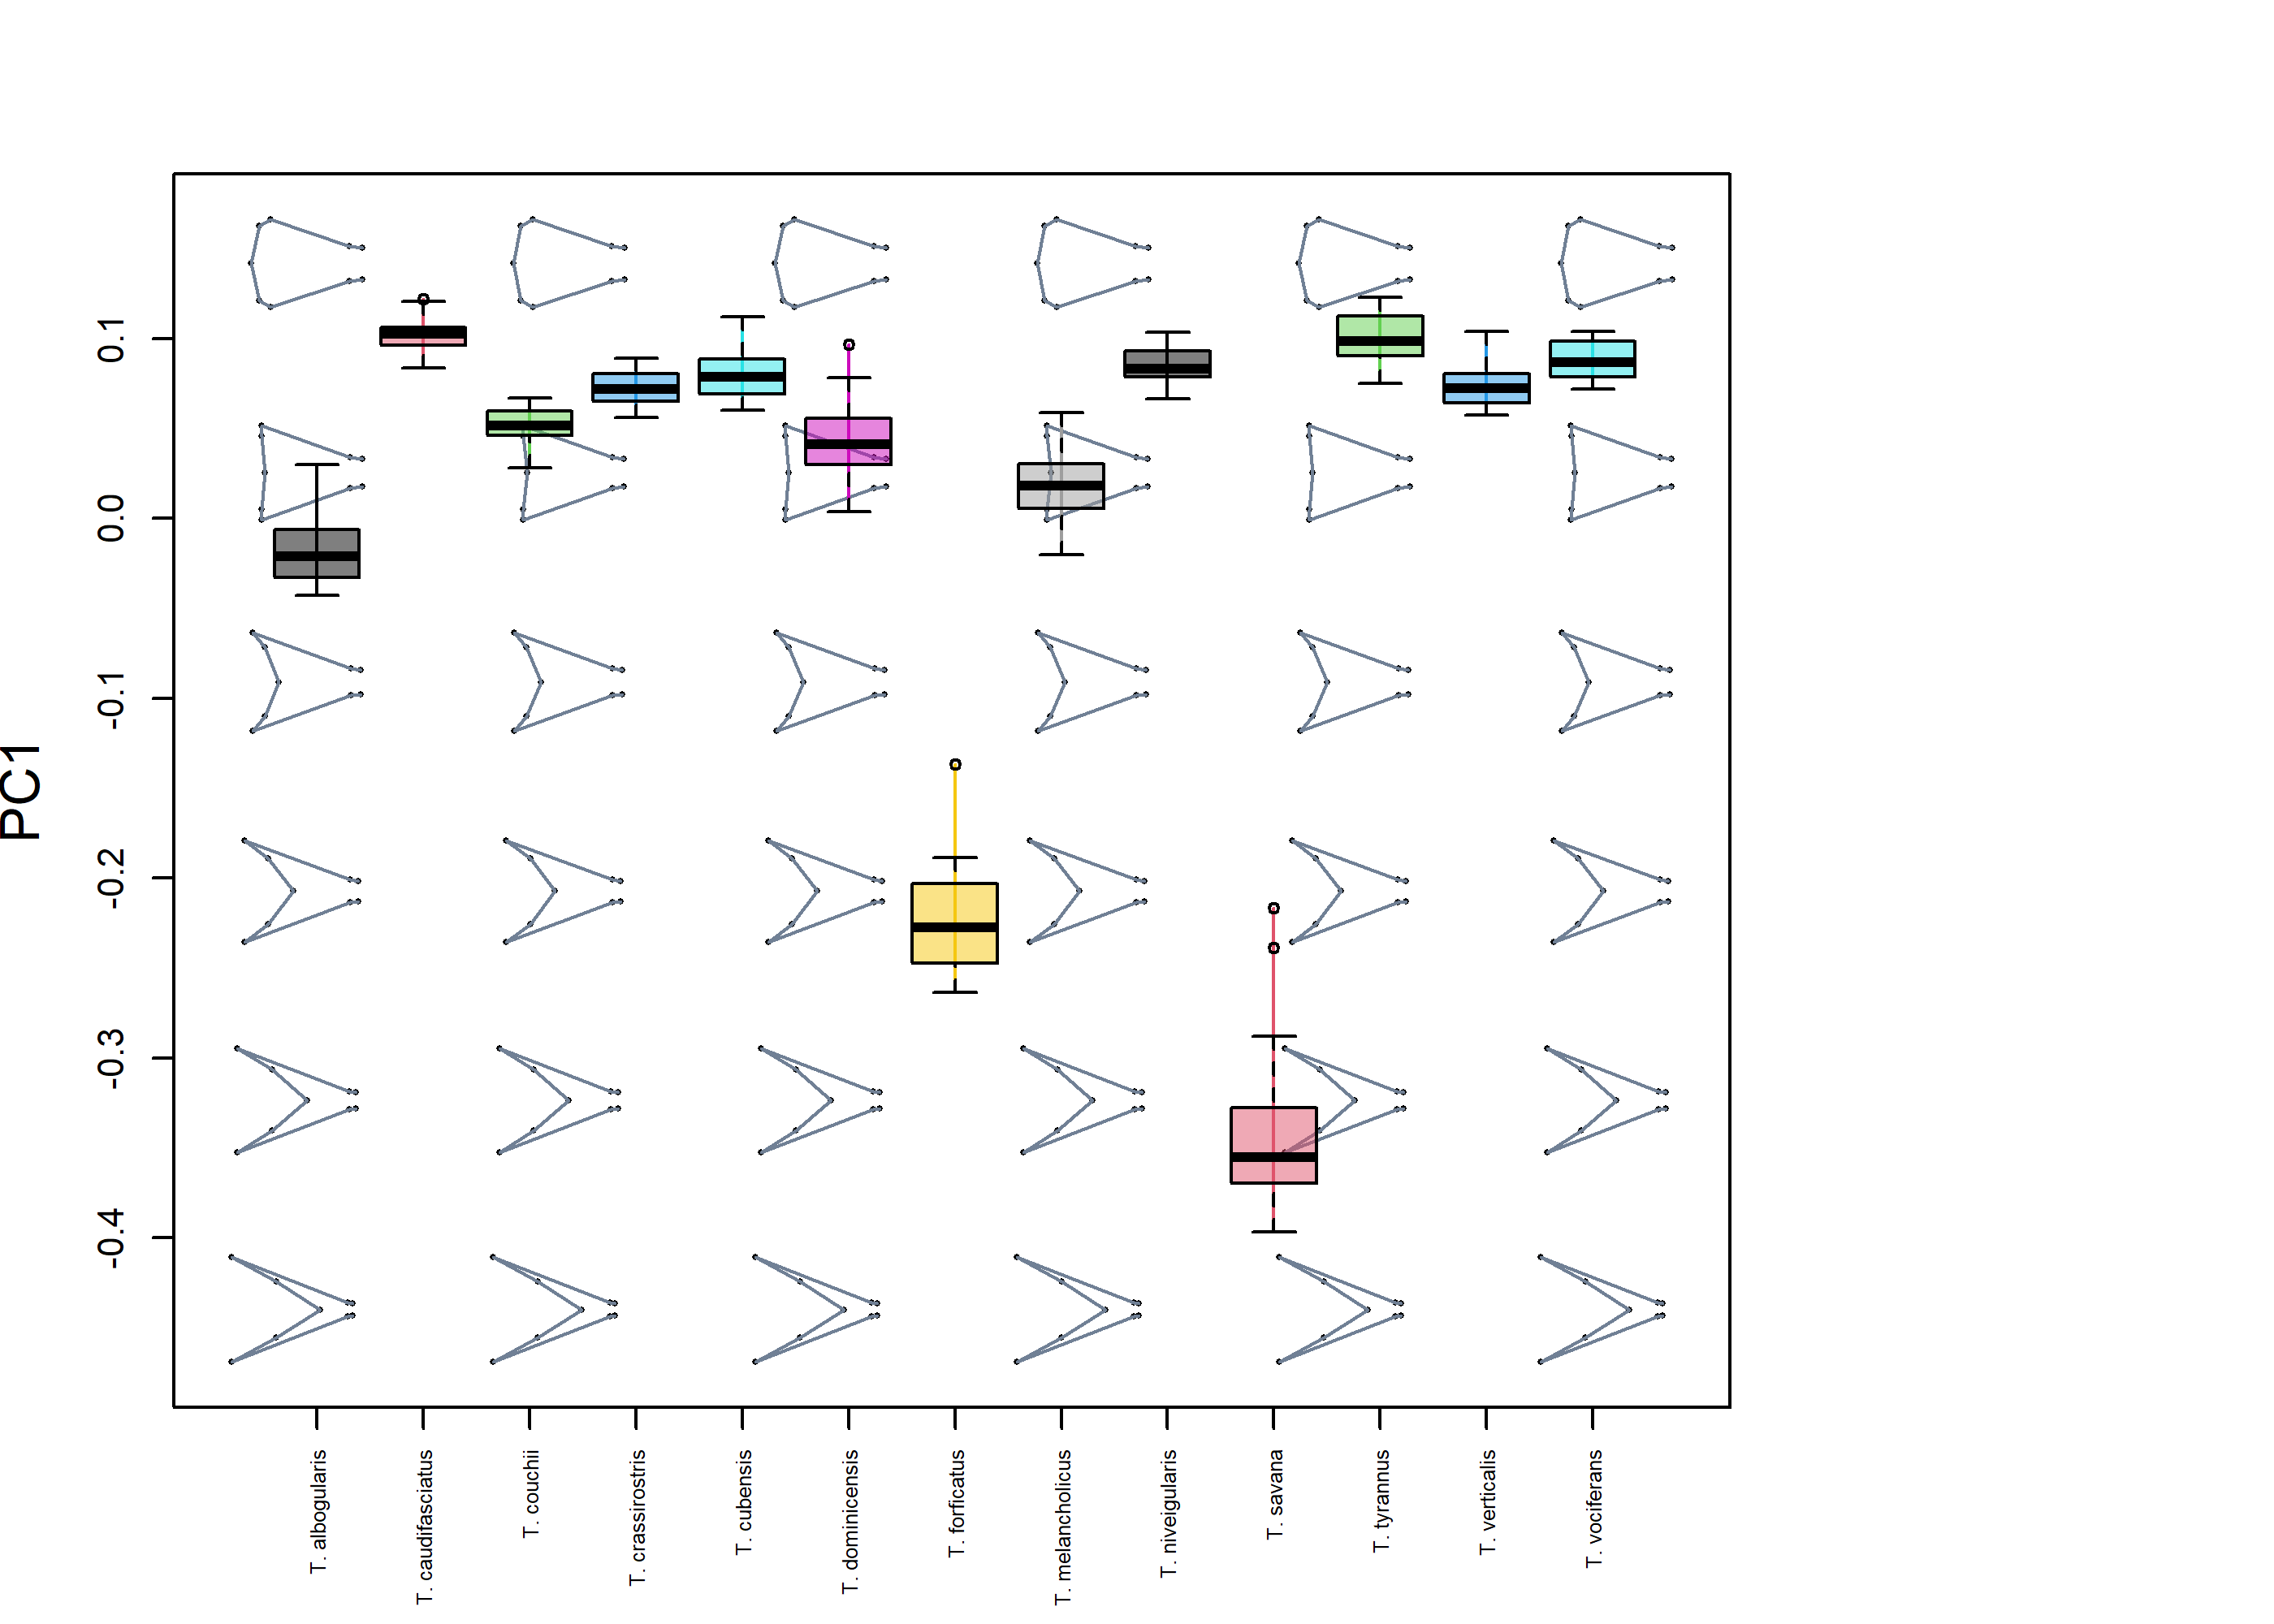 PC1
0.1
0.0
-0.1
-0.2
-0.3
-0.4
T. albogularis
T. caudifasciatus
T. couchii
T. crassirostris
T. cubensis
T. dominicensis
T. forficatus
T. melancholicus
T. niveigularis
T. savana
T. tyrannus
T. verticalis
T. vociferans